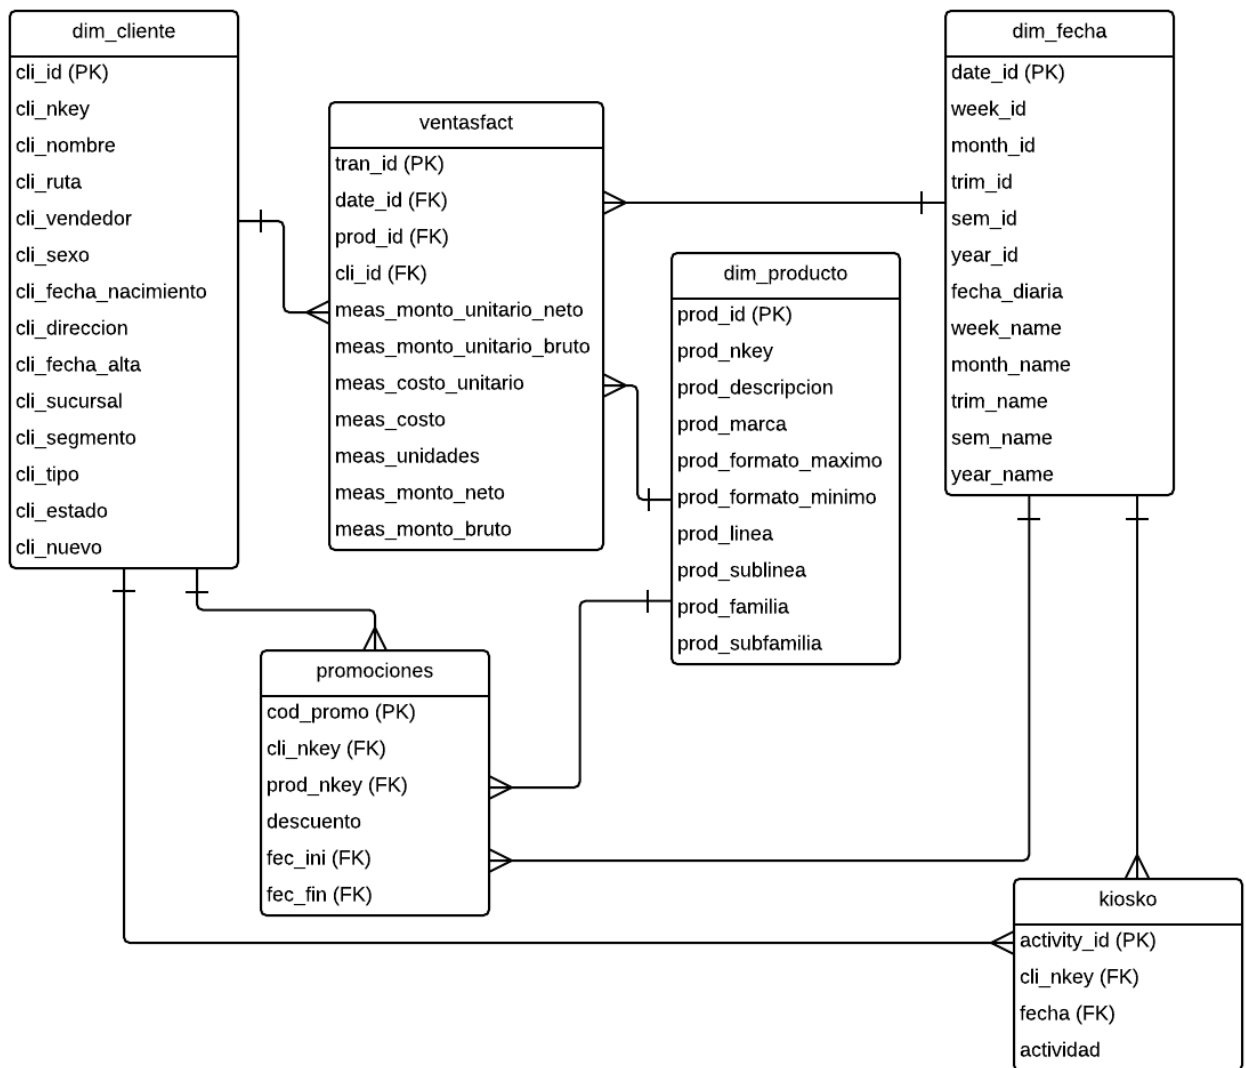 dim_cliente
cli_id (PK)
cli_nkey
cli_nombre
cli_ruta
cli_vendedor
cli_sexo
cli_fecha_nacimiento
cli_direccion
cli_fecha_alta
cli_sucursal
cli_segmento
cli_tipo
cli_estado
cli_nuevo
ventasfact
tran_id (PK)
date_id (FK)
prod_id (FK)
cli_id (FK)
meas_monto_unitario_neto
meas_monto_unitario_bruto
meas_costo_unitario
meas_costo
meas_unidades
meas_monto_neto
meas_monto_bruto
dim_producto
prod_id (PK)
prod_nkey
prod_descripcion
prod_marca
prod_formato_maximo
prod_formato_minimo
prod_linea
prod_sublinea
prod_familia
prod_subfamilia
dim_fecha
date_id (PK)
week_id
month_id
trim_id
sem_id
year_id
fecha_diaria
week_name
month_name
trim_name
sem_name
year_name
promociones
cod_promo (PK)
cli_nkey (FK)
prod_nkey (FK)
descuento
fec_ini (FK)
fec_fin (FK)
kiosko
activity_id (PK)
cli_nkey (FK)
fecha (FK)
actividad